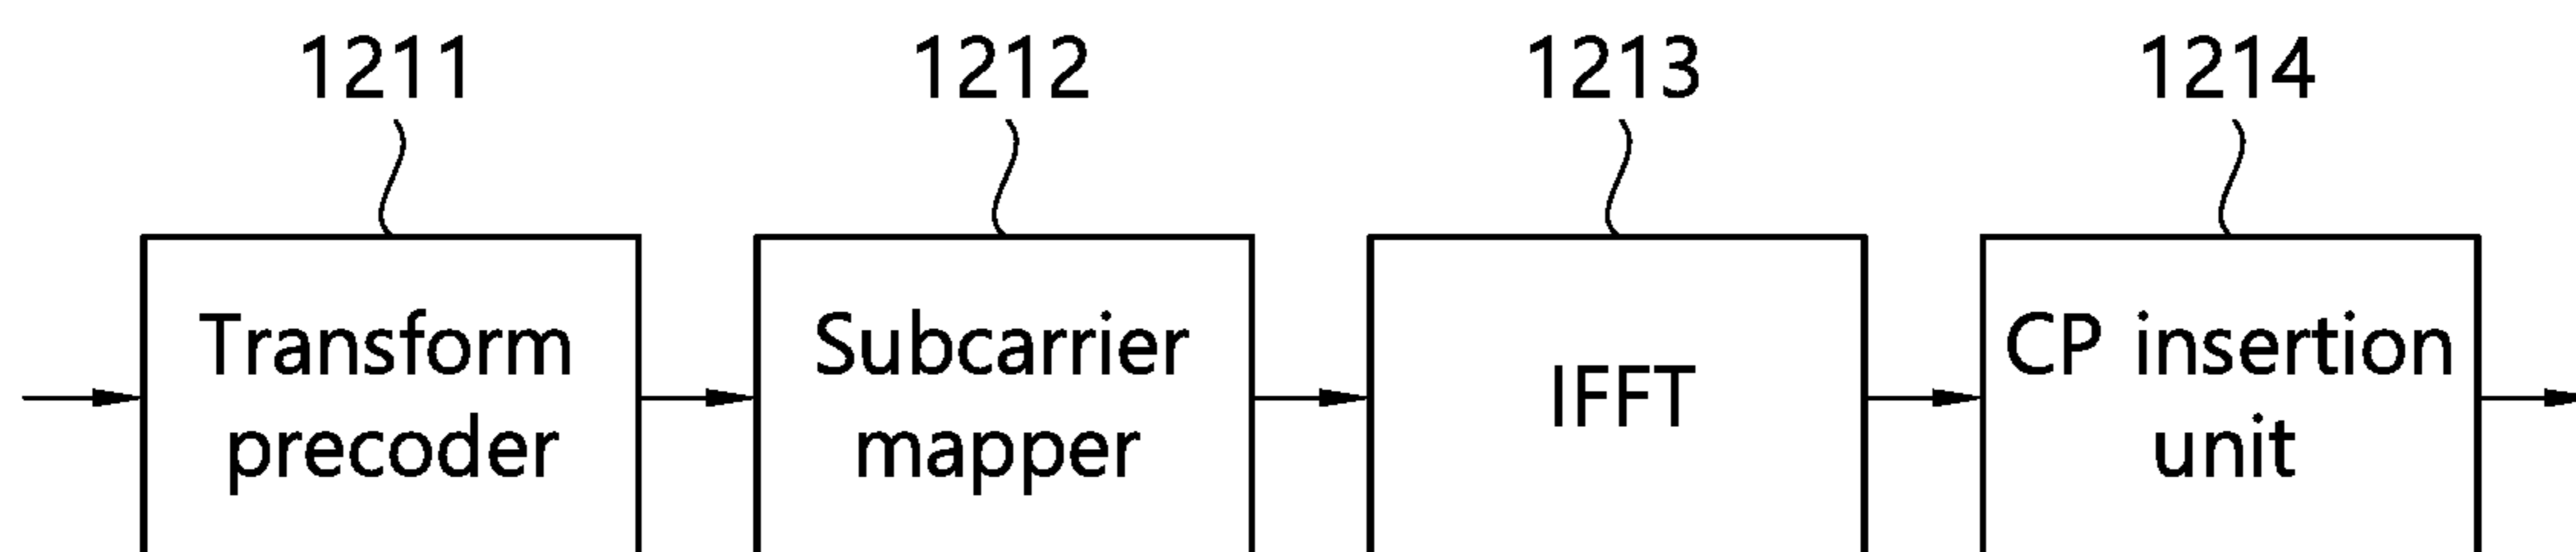 1211
1212
1213
1214
Transform
precoder
Subcarrier
mapper
IFFT
CP insertion
unit